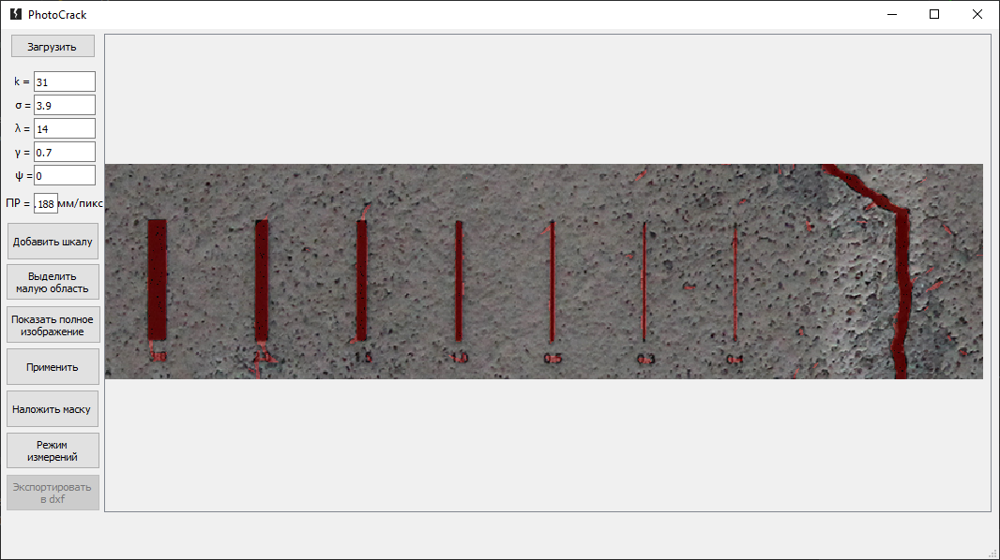 PhotoCrack
Загрузить
k = 31
σ = 3.9
λ = 14
γ = 0.7
ψ = 0
ПР = .188 мм/пикс
Добавить шкалу
Выделить
малую область
Показать полное
изображение
Применить
Наложить маску
Режим
измерений
Экспортировать
в dxf
3.0 2.0 1.5 1.0 0.5 0.3 0.1